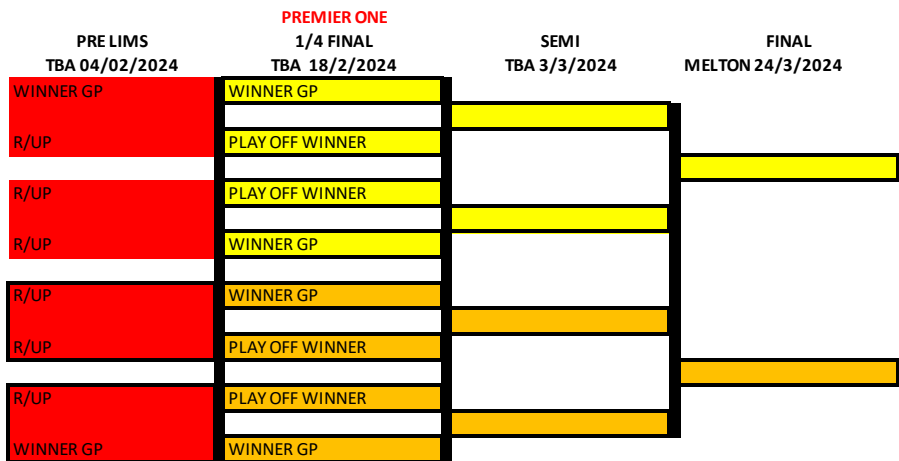 PREMIER ONE
PRE LIMS 1/4 FINAL SEMI FINAL
TBA 04/02/2024 TBA 18/2/2024 TBA 3/3/2024 MELTON 24/3/2024
WINNER GP WINNER GP
R/UP PLAY OFF WINNER
R/UP PLAY OFF WINNER
R/UP WINNER GP
R/UP WINNER GP
R/UP PLAY OFF WINNER
R/UP PLAY OFF WINNER
WINNER GP WINNER GP